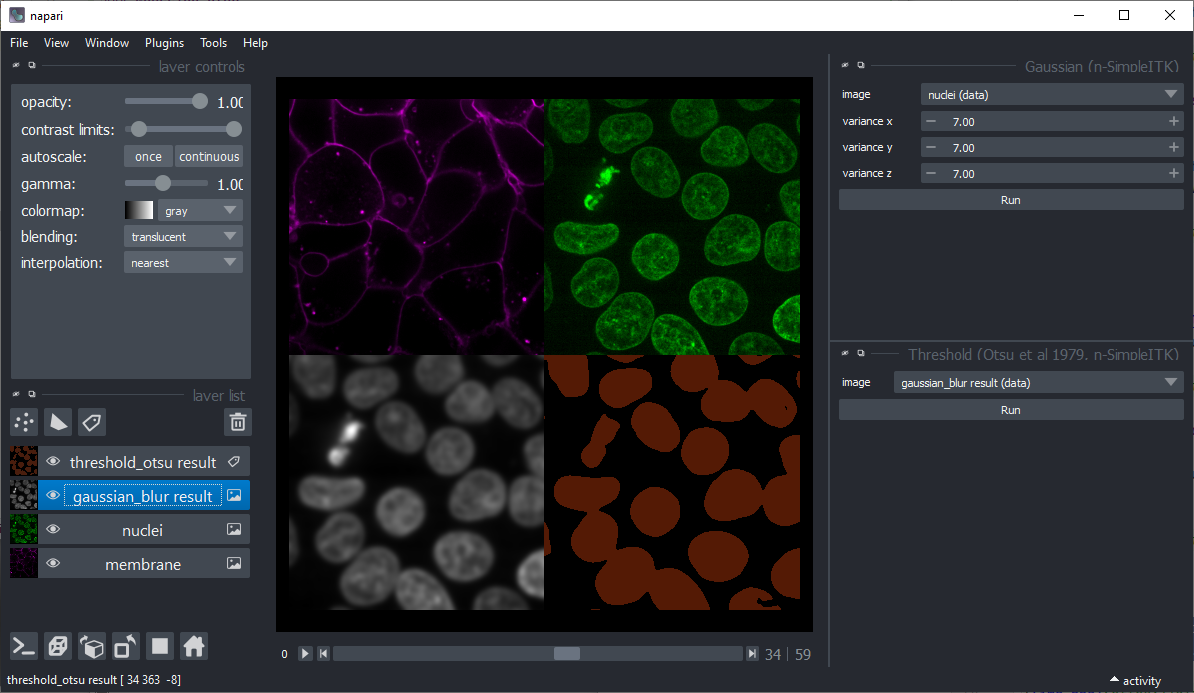 napari
File View Window Plugins Tools Help
layer controls
opacity: 1.00
contrast limits:
autoscale: once continuous
gamma: 1.00
colormap: gray
blending: translucent
interpolation: nearest
layer list
threshold_otsu result
gaussian_blur result
nuclei
membrane
0 34 59
Gaussian (n-SimpleITK)
image nuclei (data)
variance x 7.00
variance y 7.00
variance z 7.00
Run
Threshold (Otsu et al 1979, n-SimpleITK)
image gaussian_blur result (data)
Run
threshold_otsu result [ 34 363 -8]
activity